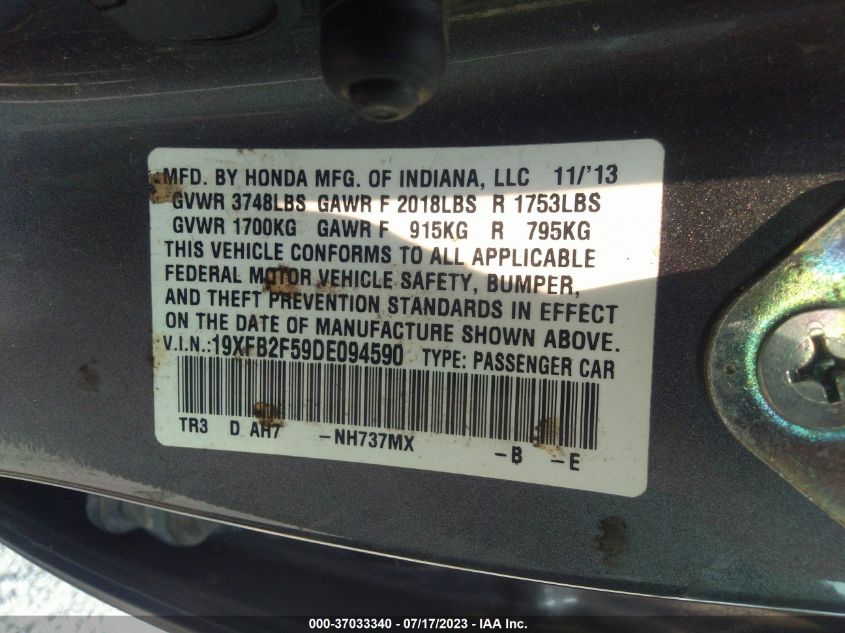 MFD. BY HONDA MFG. OF INDIANA, LLC 11/'13
GVWR 3748LBS GAWR F 2018LBS R 1753LBS
GVWR 1700KG GAWR F 915KG R 795KG
THIS VEHICLE CONFORMS TO ALL APPLICABLE
FEDERAL MOTOR VEHICLE SAFETY, BUMPER,
AND THEFT PREVENTION STANDARDS IN EFFECT
ON THE DATE OF MANUFACTURE SHOWN ABOVE.
V.I.N.:19XFB2F59DE094590 TYPE: PASSENGER CAR
TR3 D AH7 -NH737MX -B -E
000-37033340 - 07/17/2023 - IAA Inc.